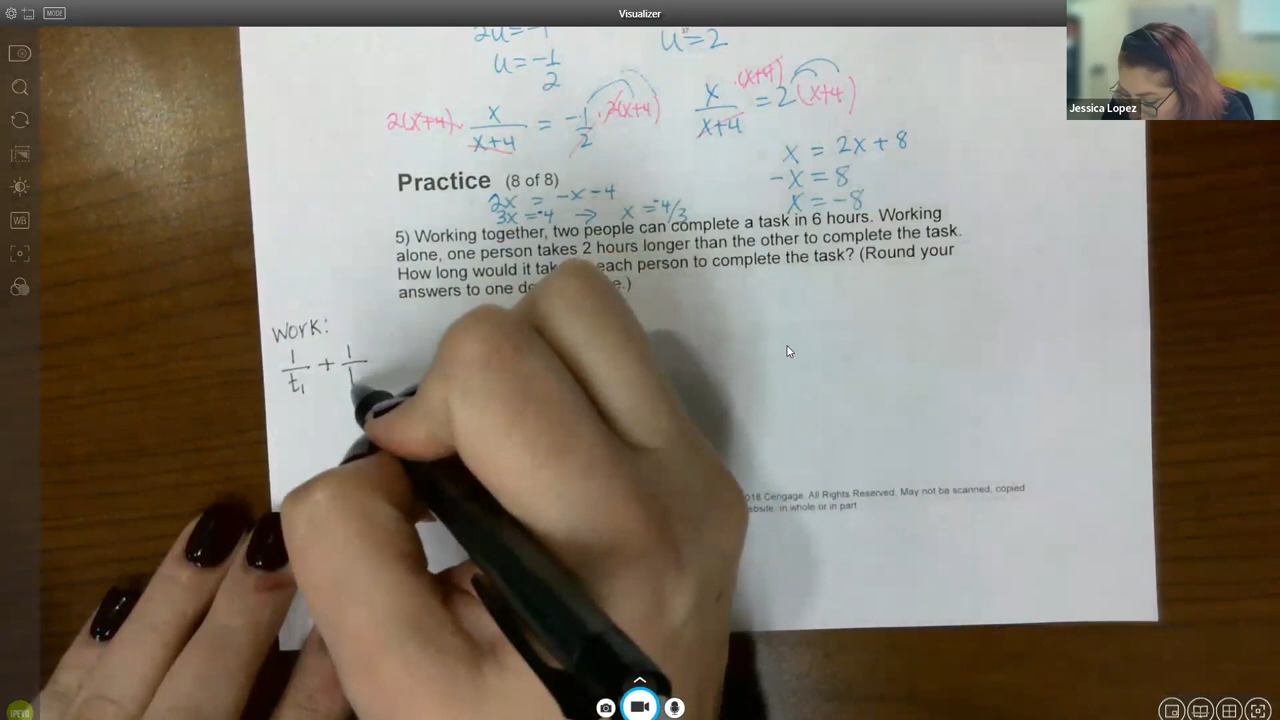 MODE
Visualizer
2u=-1
u=2
u=-1/2
Jessica Lopez
2(x+4)· x/(x+4) = -1/2 ·2(x+4)
x/(x+4) ·(x+4) = 2(x+4)
x = 2x+8
-x = 8
x = -8
Practice (8 of 8)
2x = -x-4
3x = -4 → x = -4/3
5) Working together, two people can complete a task in 6 hours. Working
alone, one person takes 2 hours longer than the other to complete the task.
How long would it each person to complete the task? (Round your
answers to one
Work:
1/t₁ + 1
Cengage. All Rights Reserved. May not be scanned, copied
in whole or in part
WB